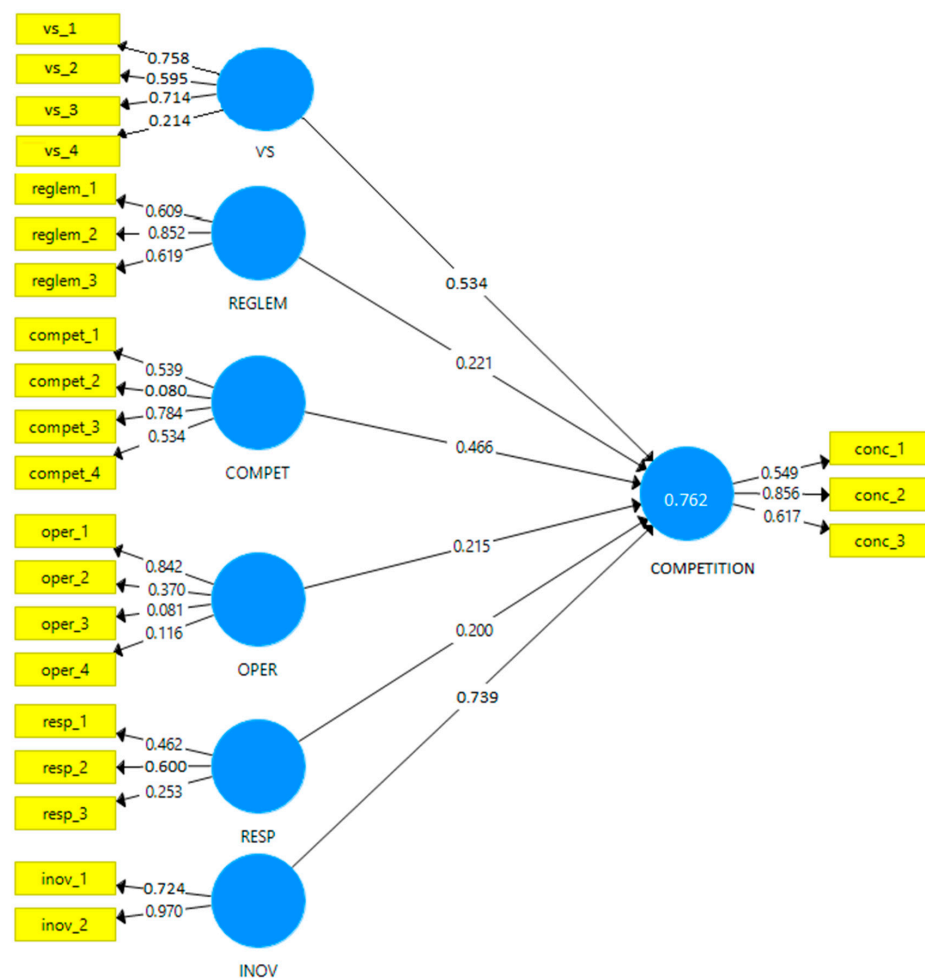 vs_1
0.758
vs_2
0.595
vs_3
0.714
vs_4
0.214
V'S
reglem_1
0.609
reglem_2
0.852
reglem_3
0.619
REGLEM
compet_1
0.539
compet_2
0.080
compet_3
0.784
compet_4
0.534
COMPET
oper_1
0.842
oper_2
0.370
oper_3
0.081
oper_4
0.116
OPER
resp_1
0.462
resp_2
0.600
resp_3
0.253
RESP
inov_1
0.724
inov_2
0.970
INOV
0.534
0.221
0.466
0.215
0.200
0.739
0.762
COMPETITION
0.549
conc_1
0.856
conc_2
0.617
conc_3